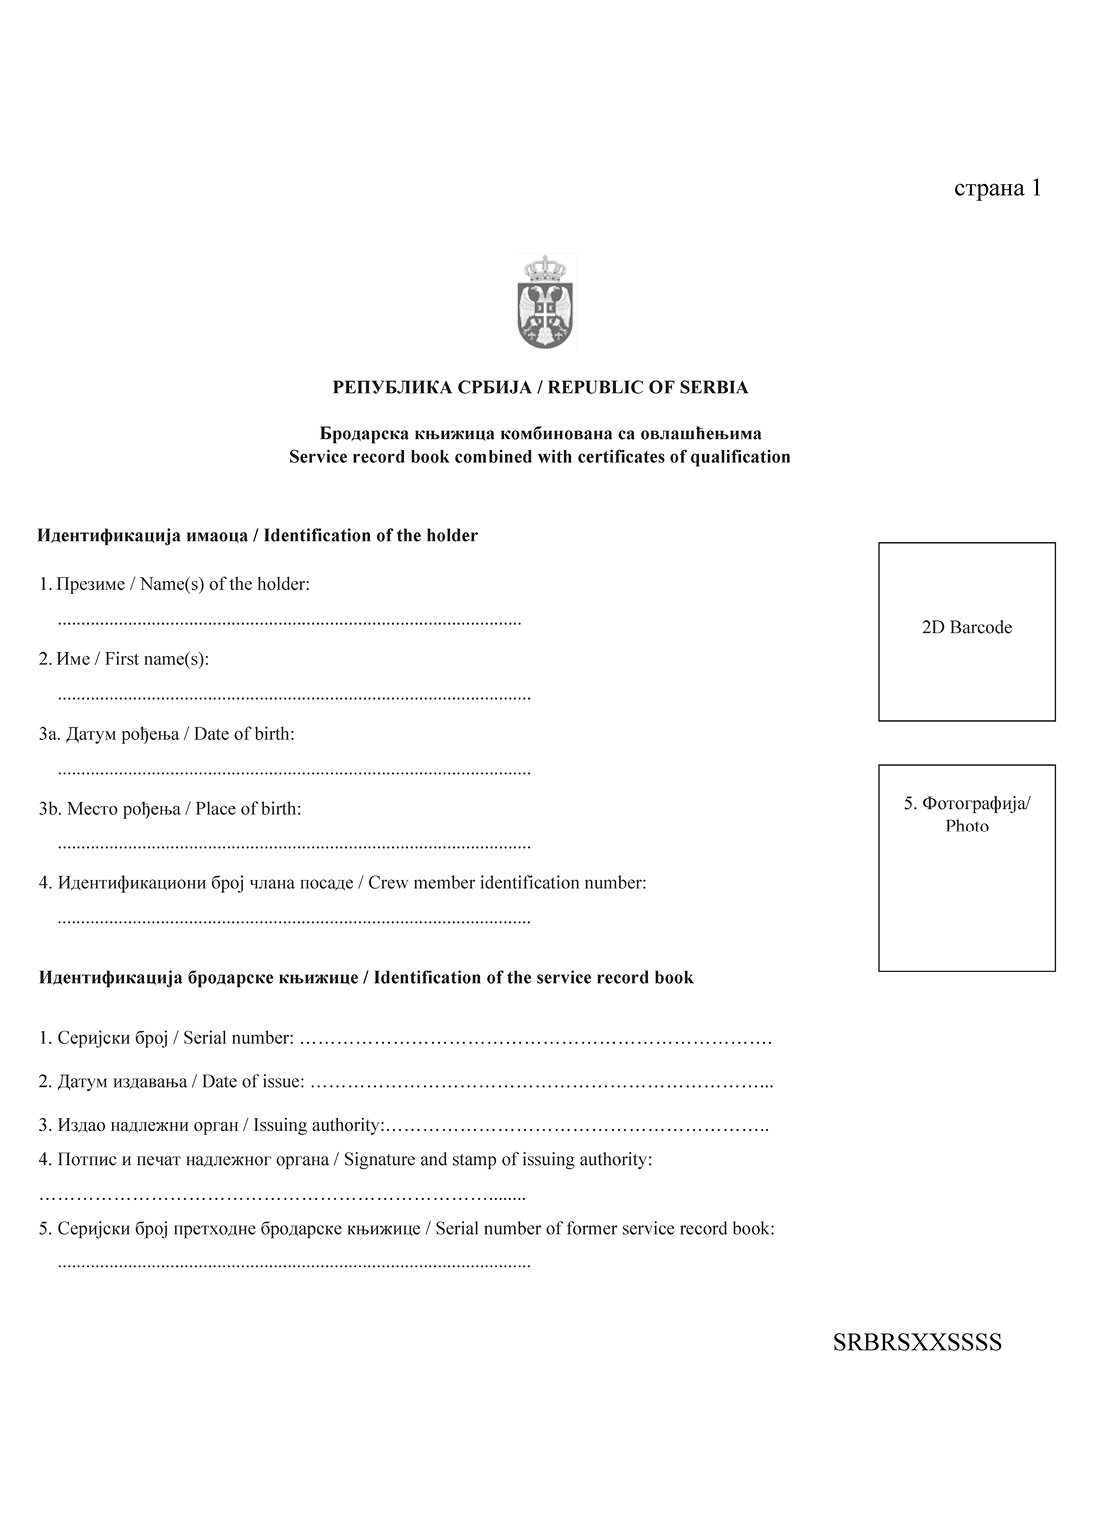 страна 1
РЕПУБЛИКА СРБИЈА / REPUBLIC OF SERBIA
Бродарска књижица комбинована са овлашћењима
Service record book combined with certificates of qualification
Идентификација имаоца / Identification of the holder
1. Презиме / Name(s) of the holder:
....................................................................................................
2. Име / First name(s):
......................................................................................................
3a. Датум рођења / Date of birth:
......................................................................................................
3b. Место рођења / Place of birth:
......................................................................................................
4. Идентификациони број члана посаде / Crew member identification number:
......................................................................................................
2D Barcode
5. Фотографија/
Photo
Идентификација бродарске књижице / Identification of the service record book
1. Серијски број / Serial number: ………………………………………………………………….
2. Датум издавања / Date of issue: ………………………………………………………………...
3. Издао надлежни орган / Issuing authority:……………………………………………………..
4. Потпис и печат надлежног органа / Signature and stamp of issuing authority:
……………………………………………………………….......
5. Серијски број претходне бродарске књижице / Serial number of former service record book:
......................................................................................................
SRBRSXXSSSS